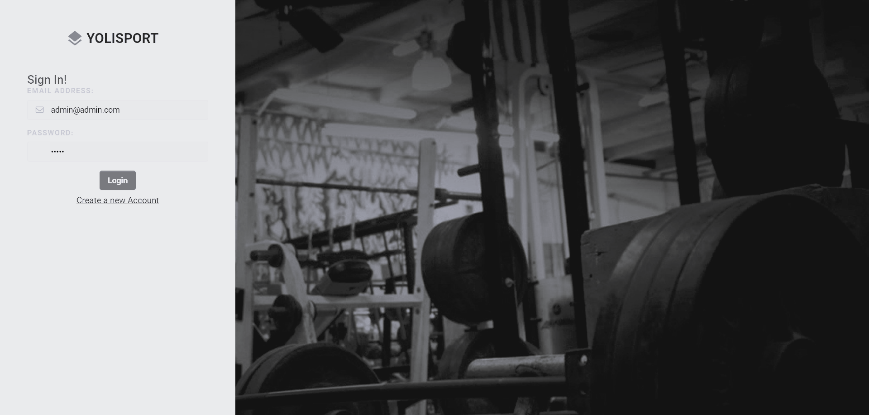 YOLISPORT
Sign In!
EMAIL ADDRESS:
admin@admin.com
PASSWORD:
•••••
Login
Create a new Account